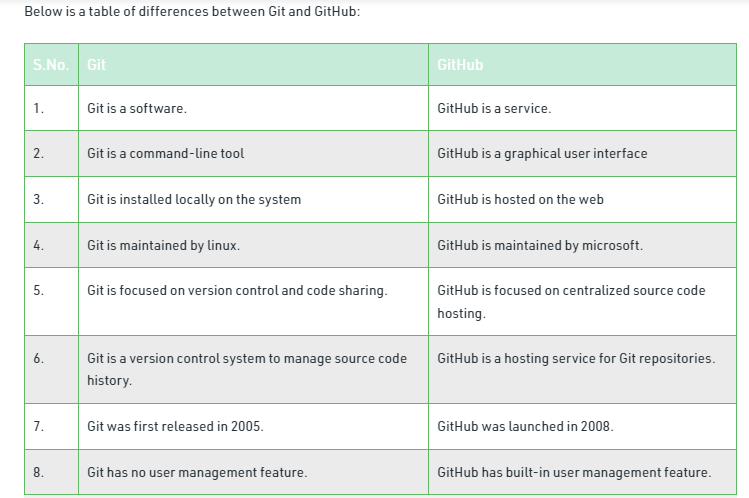 Below is a table of differences between Git and GitHub:
S.No. Git GitHub
1. Git is a software. GitHub is a service.
2. Git is a command-line tool GitHub is a graphical user interface
3. Git is installed locally on the system GitHub is hosted on the web
4. Git is maintained by linux. GitHub is maintained by microsoft.
5. Git is focused on version control and code sharing. GitHub is focused on centralized source code
hosting.
6. Git is a version control system to manage source code GitHub is a hosting service for Git repositories.
history.
7. Git was first released in 2005. GitHub was launched in 2008.
8. Git has no user management feature. GitHub has built-in user management feature.